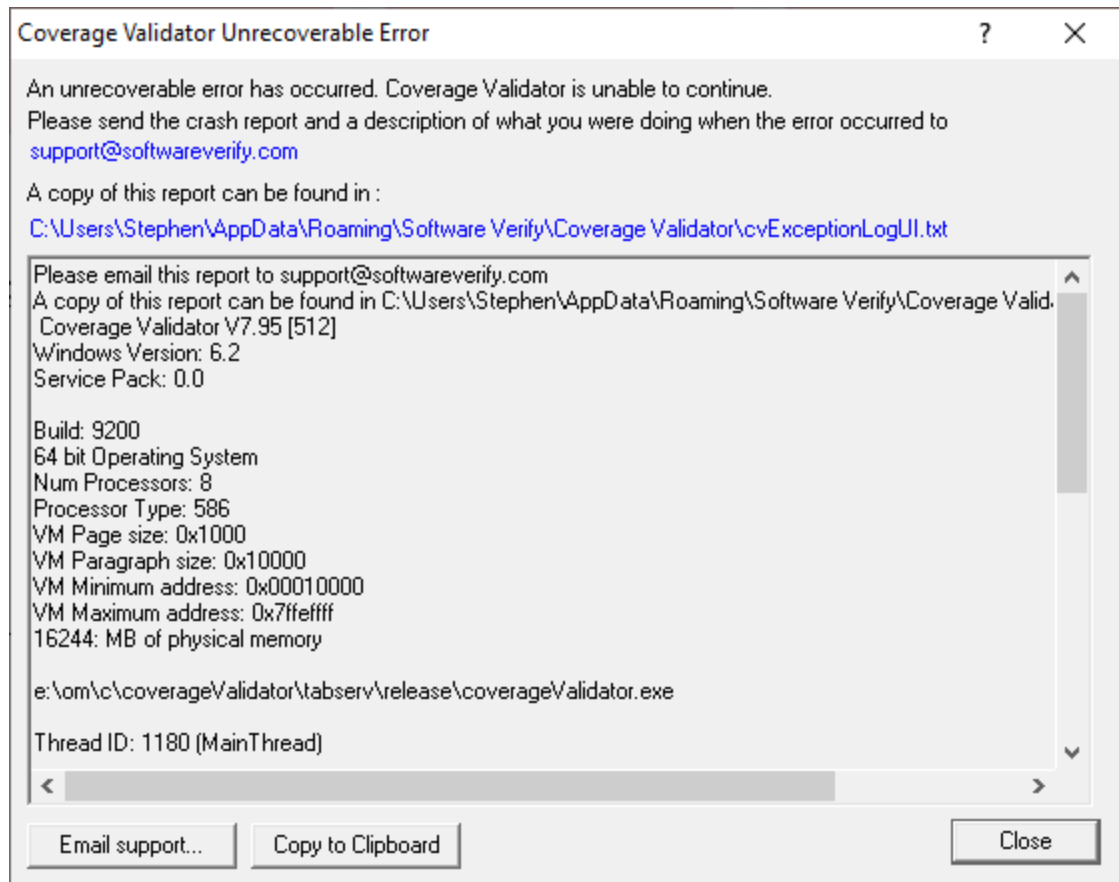 Coverage Validator Unrecoverable Error
?
An unrecoverable error has occurred. Coverage Validator is unable to continue.
Please send the crash report and a description of what you were doing when the error occurred to
support@softwareverify.com
A copy of this report can be found in :
C:\Users\Stephen\AppData\Roaming\Software Verify\Coverage Validator\cvExceptionLogUI.txt
Please email this report to support@softwareverify.com
A copy of this report can be found in C:\Users\Stephen\AppData\Roaming\Software Verify\Coverage
Coverage Validator V7.95 [512]
Windows Version: 6.2
Service Pack: 0.0
Build: 9200
64 bit Operating System
Num Processors: 8
Processor Type: 586
VM Page size: 0x1000
VM Paragraph size: 0x10000
VM Minimum address: 0x00010000
VM Maximum address: 0x7ffeffff
16244: MB of physical memory
e:\om\c\coverageValidator\tabserv\release\coverageValidator.exe
Thread ID: 1180 (MainThread)
Email support...
Copy to Clipboard
Close